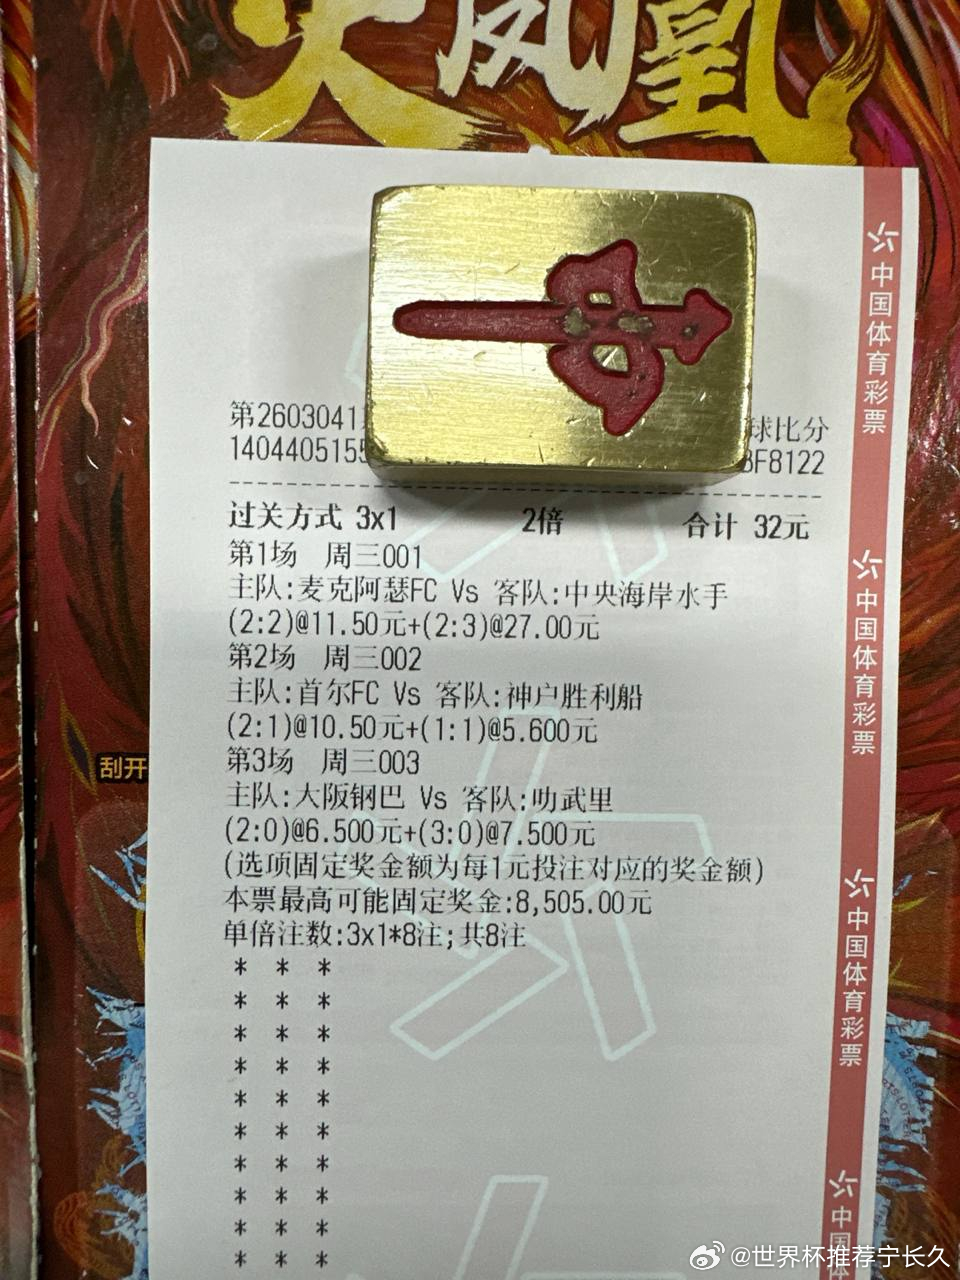 火凤凰
第2603041
球比分
1404405155
8F8122
过关方式 3x1 2倍 合计 32元
第1场 周三001
主队:麦克阿瑟FC Vs 客队:中央海岸水手
(2:2)@11.50元+(2:3)@27.00元
第2场 周三002
主队:首尔FC Vs 客队:神户胜利船
(2:1)@10.50元+(1:1)@5.600元
第3场 周三003
主队:大阪钢巴 Vs 客队:叻武里
(2:0)@6.500元+(3:0)@7.500元
(选项固定奖金额为每1元投注对应的奖金额)
本票最高可能固定奖金:8,505.00元
单倍注数:3x1*8注;共8注
* * *
* * *
* * *
* * *
* * *
* * *
* * *
* * *
* * *
* * *
中国体育彩票
中国体育彩票
中国体育彩票
中国体
刮开
@世界杯推荐宁长久